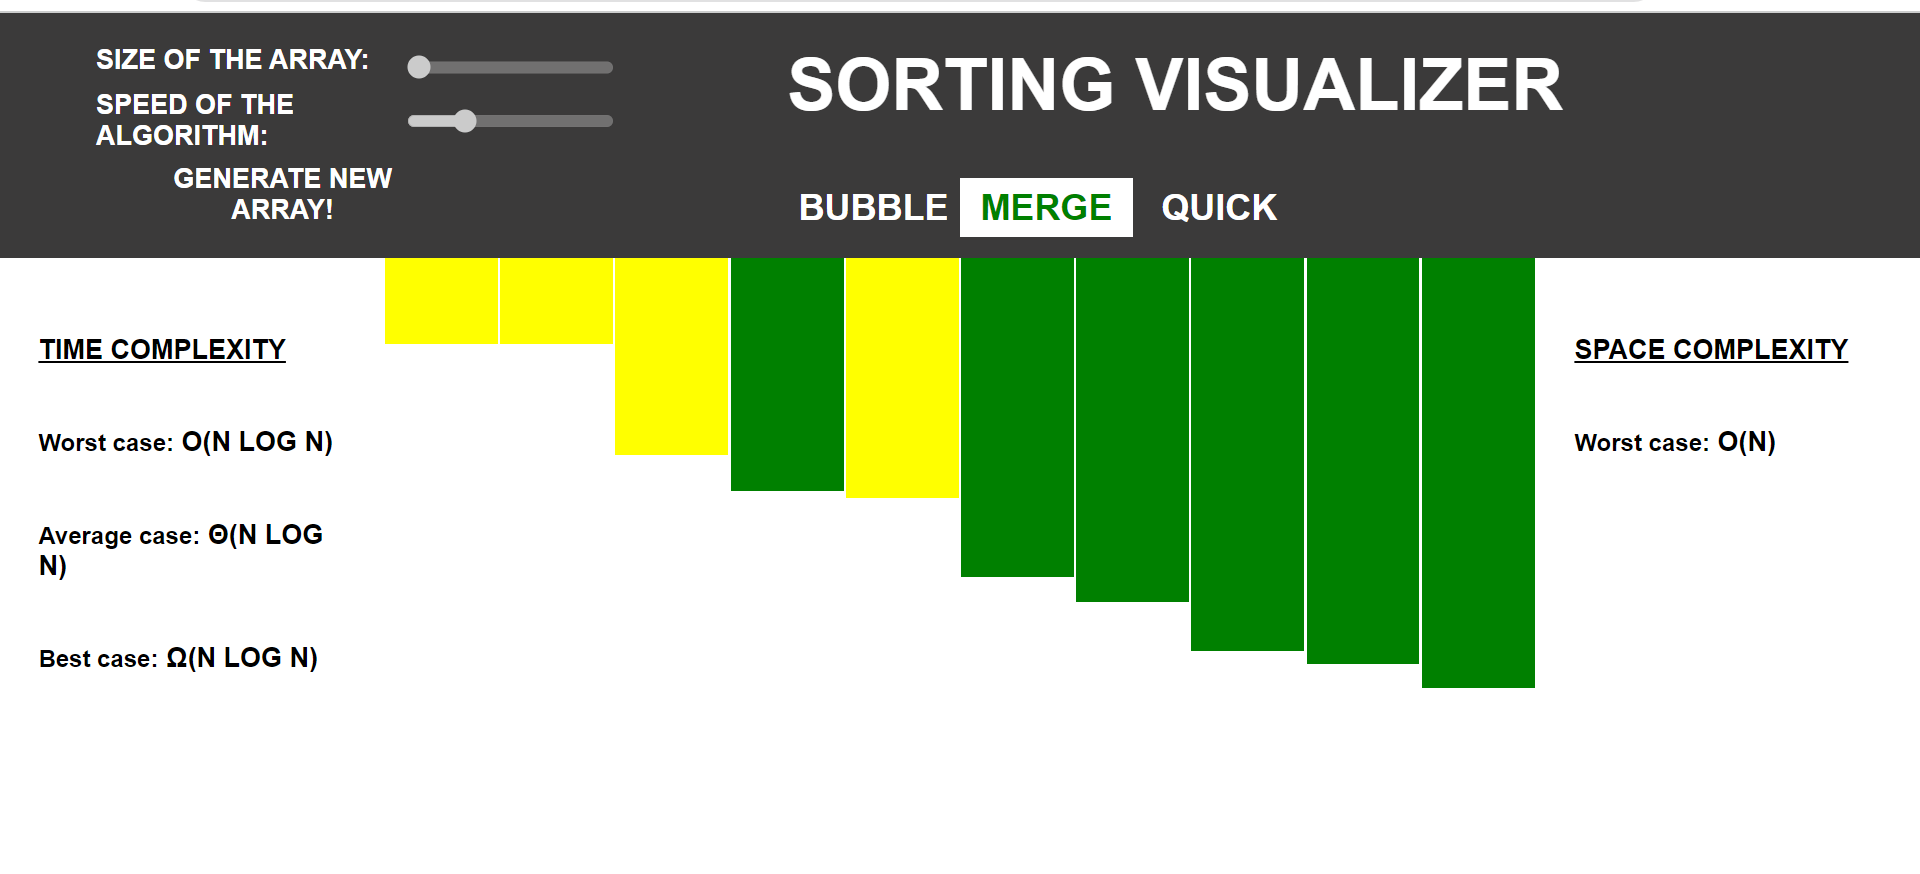 SIZE OF THE ARRAY:
SPEED OF THE
ALGORITHM:
GENERATE NEW
ARRAY!
SORTING VISUALIZER
BUBBLE MERGE QUICK
TIME COMPLEXITY
Worst case: O(N LOG N)
Average case: Θ(N LOG
N)
Best case: Ω(N LOG N)
SPACE COMPLEXITY
Worst case: O(N)